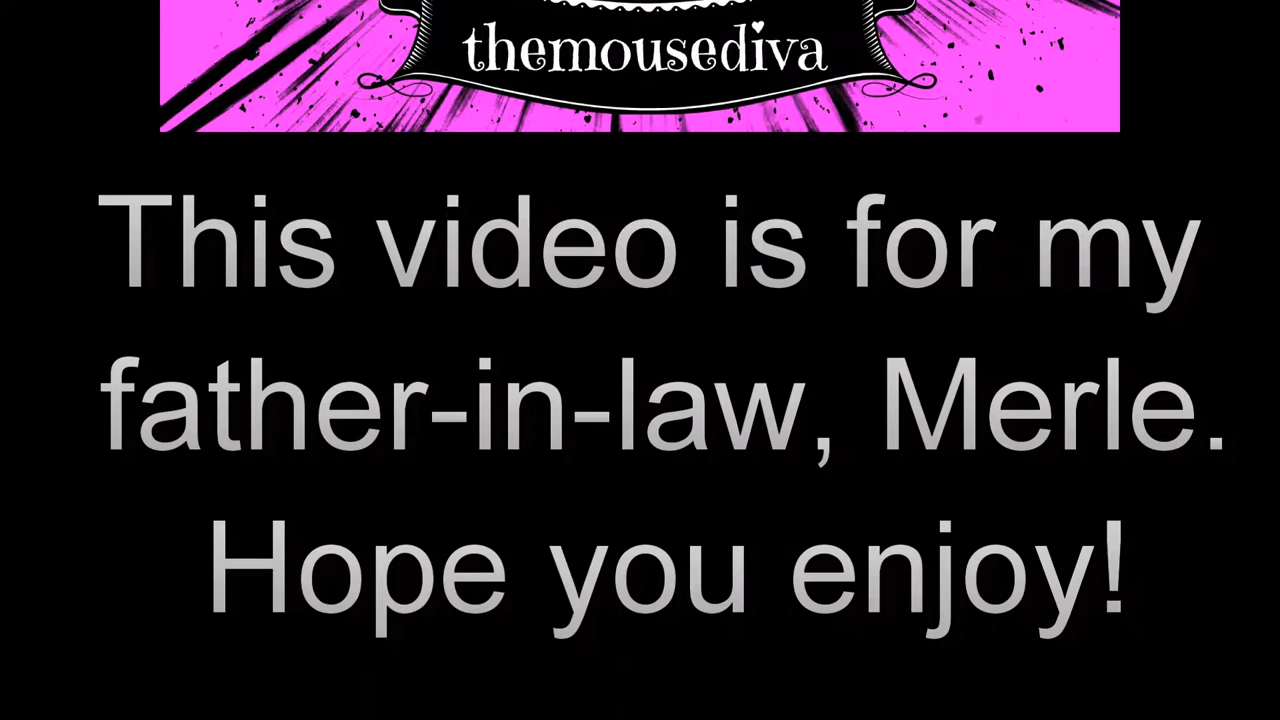 themousediva
This video is for my
father-in-law, Merle.
Hope you enjoy!